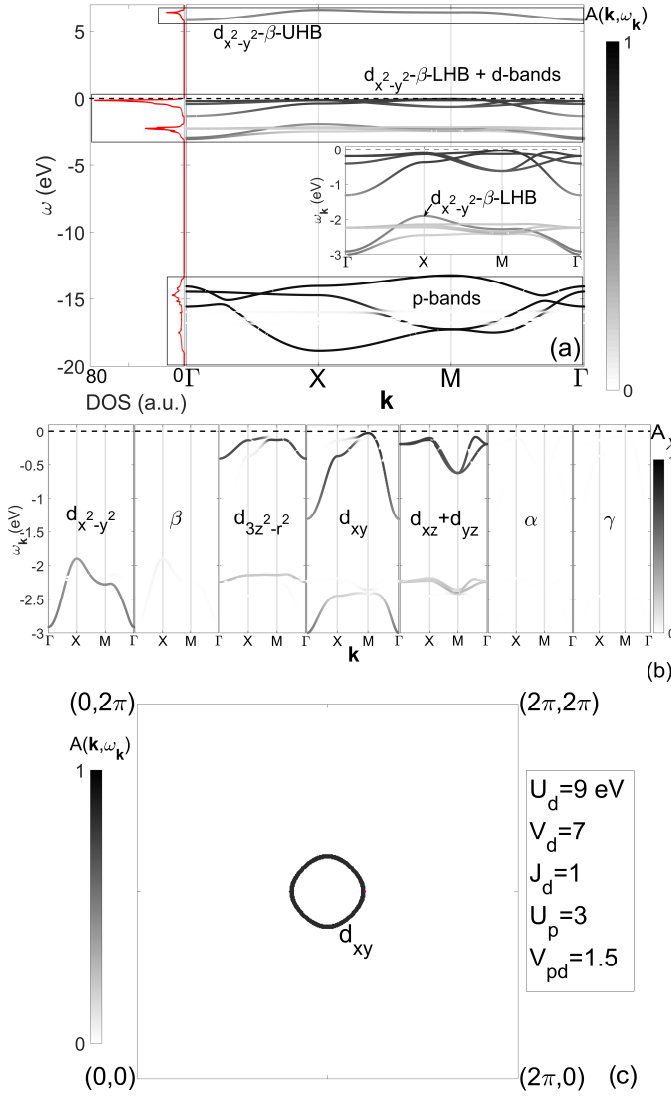 A(k,ω_k)
1
0
5
0
-5
-10
-15
-20
ω (eV)
d_x²-y²-β-UHB
d_x²-y²-β-LHB + d-bands
0
-1
-2
-3
ω_k (eV)
d_x²-y²-β-LHB
Γ
X
M
Γ
p-bands
(a)
80
0
Γ
X
M
Γ
DOS (a.u.)
k
0
-0.5
-1
-1.5
-2
-2.5
-3
ω_k, (eV)
d_x²-y²
β
d_3z²-r²
d_xy
d_xz+d_yz
α
γ
Γ X M Γ X M Γ X M Γ X M Γ X M Γ X M Γ X M Γ
k
(b)
(0,2π)
(2π,2π)
A(k,ω_k)
1
0
d_xy
U_d=9 eV
V_d=7
J_d=1
U_p=3
V_pd=1.5
(0,0)
(2π,0)
(c)